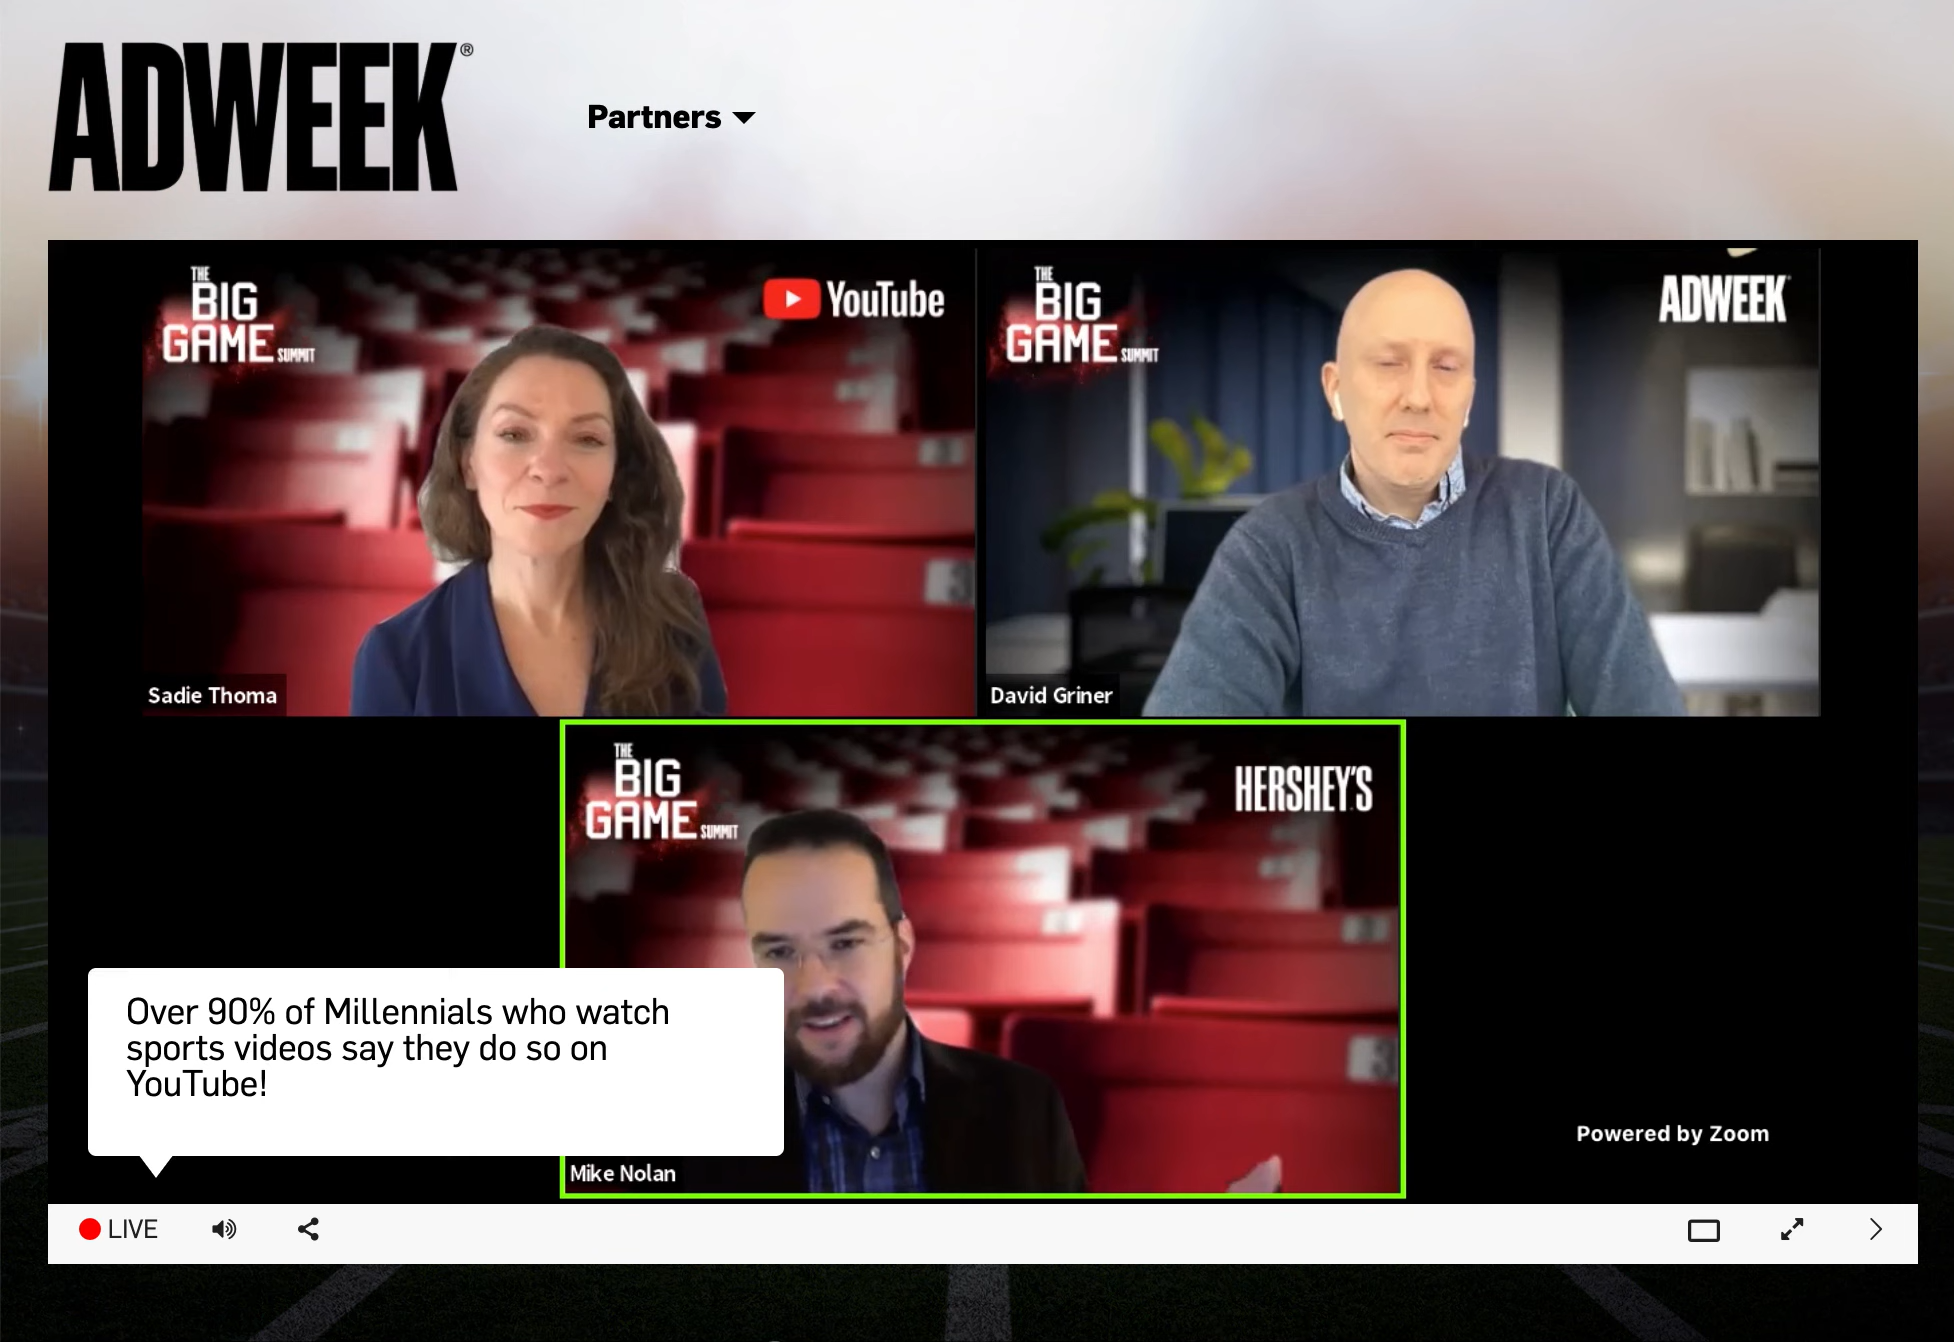 ADWEEK®
Partners
THE
BIG
GAME SUMMIT
YouTube
Sadie Thoma
THE
BIG
GAME SUMMIT
ADWEEK
David Griner
THE
BIG
GAME SUMMIT
HERSHEY'S
Mike Nolan
Over 90% of Millennials who watch
sports videos say they do so on
YouTube!
Powered by Zoom
LIVE